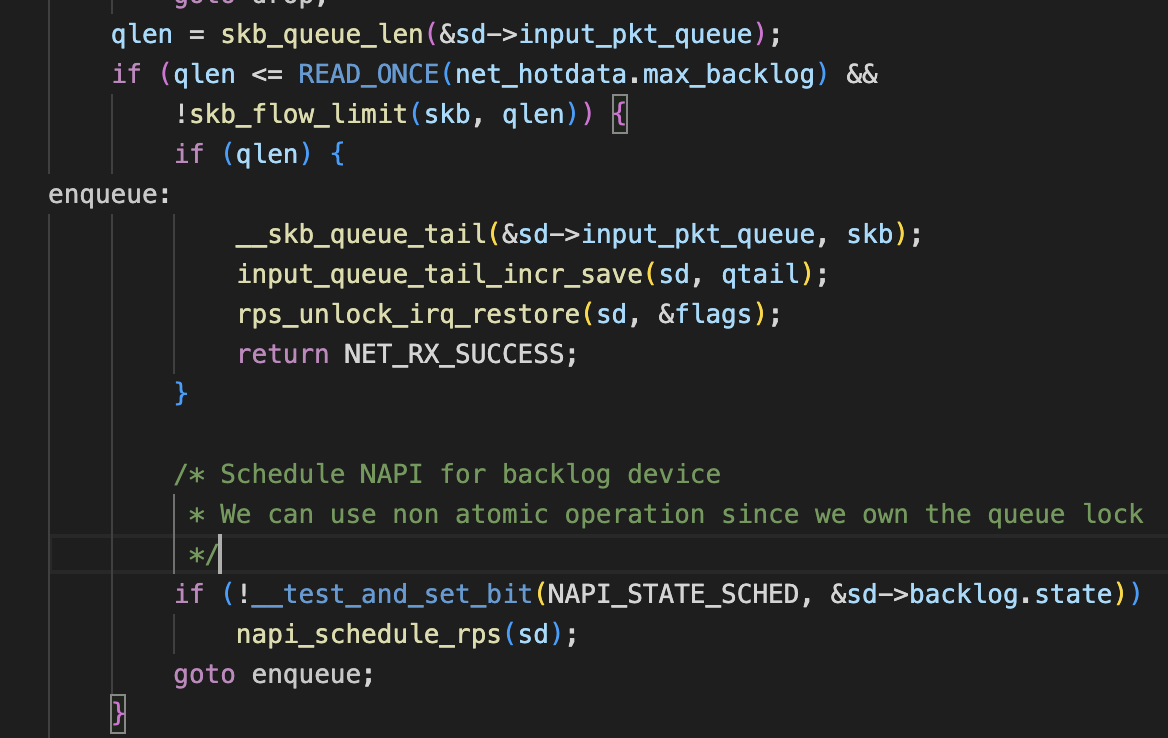 goto drop;
qlen = skb_queue_len(&sd->input_pkt_queue);
if (qlen <= READ_ONCE(net_hotdata.max_backlog) &&
!skb_flow_limit(skb, qlen)) {
if (qlen) {
enqueue:
__skb_queue_tail(&sd->input_pkt_queue, skb);
input_queue_tail_incr_save(sd, qtail);
rps_unlock_irq_restore(sd, &flags);
return NET_RX_SUCCESS;
}
/* Schedule NAPI for backlog device
* We can use non atomic operation since we own the queue lock
*/
if (!__test_and_set_bit(NAPI_STATE_SCHED, &sd->backlog.state))
napi_schedule_rps(sd);
goto enqueue;
}